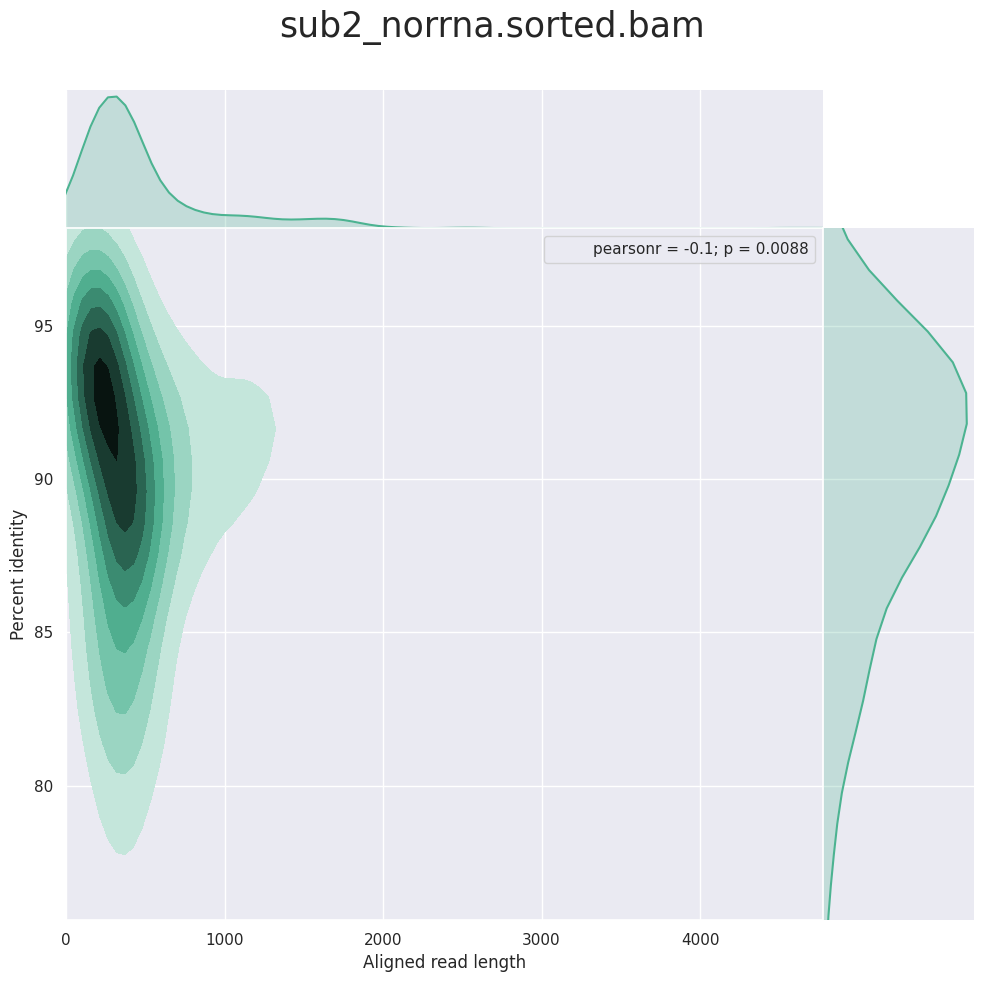 sub2_norrna.sorted.bam
pearsonr = -0.1; p = 0.0088
95
90
85
80
Percent identity
0 1000 2000 3000 4000
Aligned read length